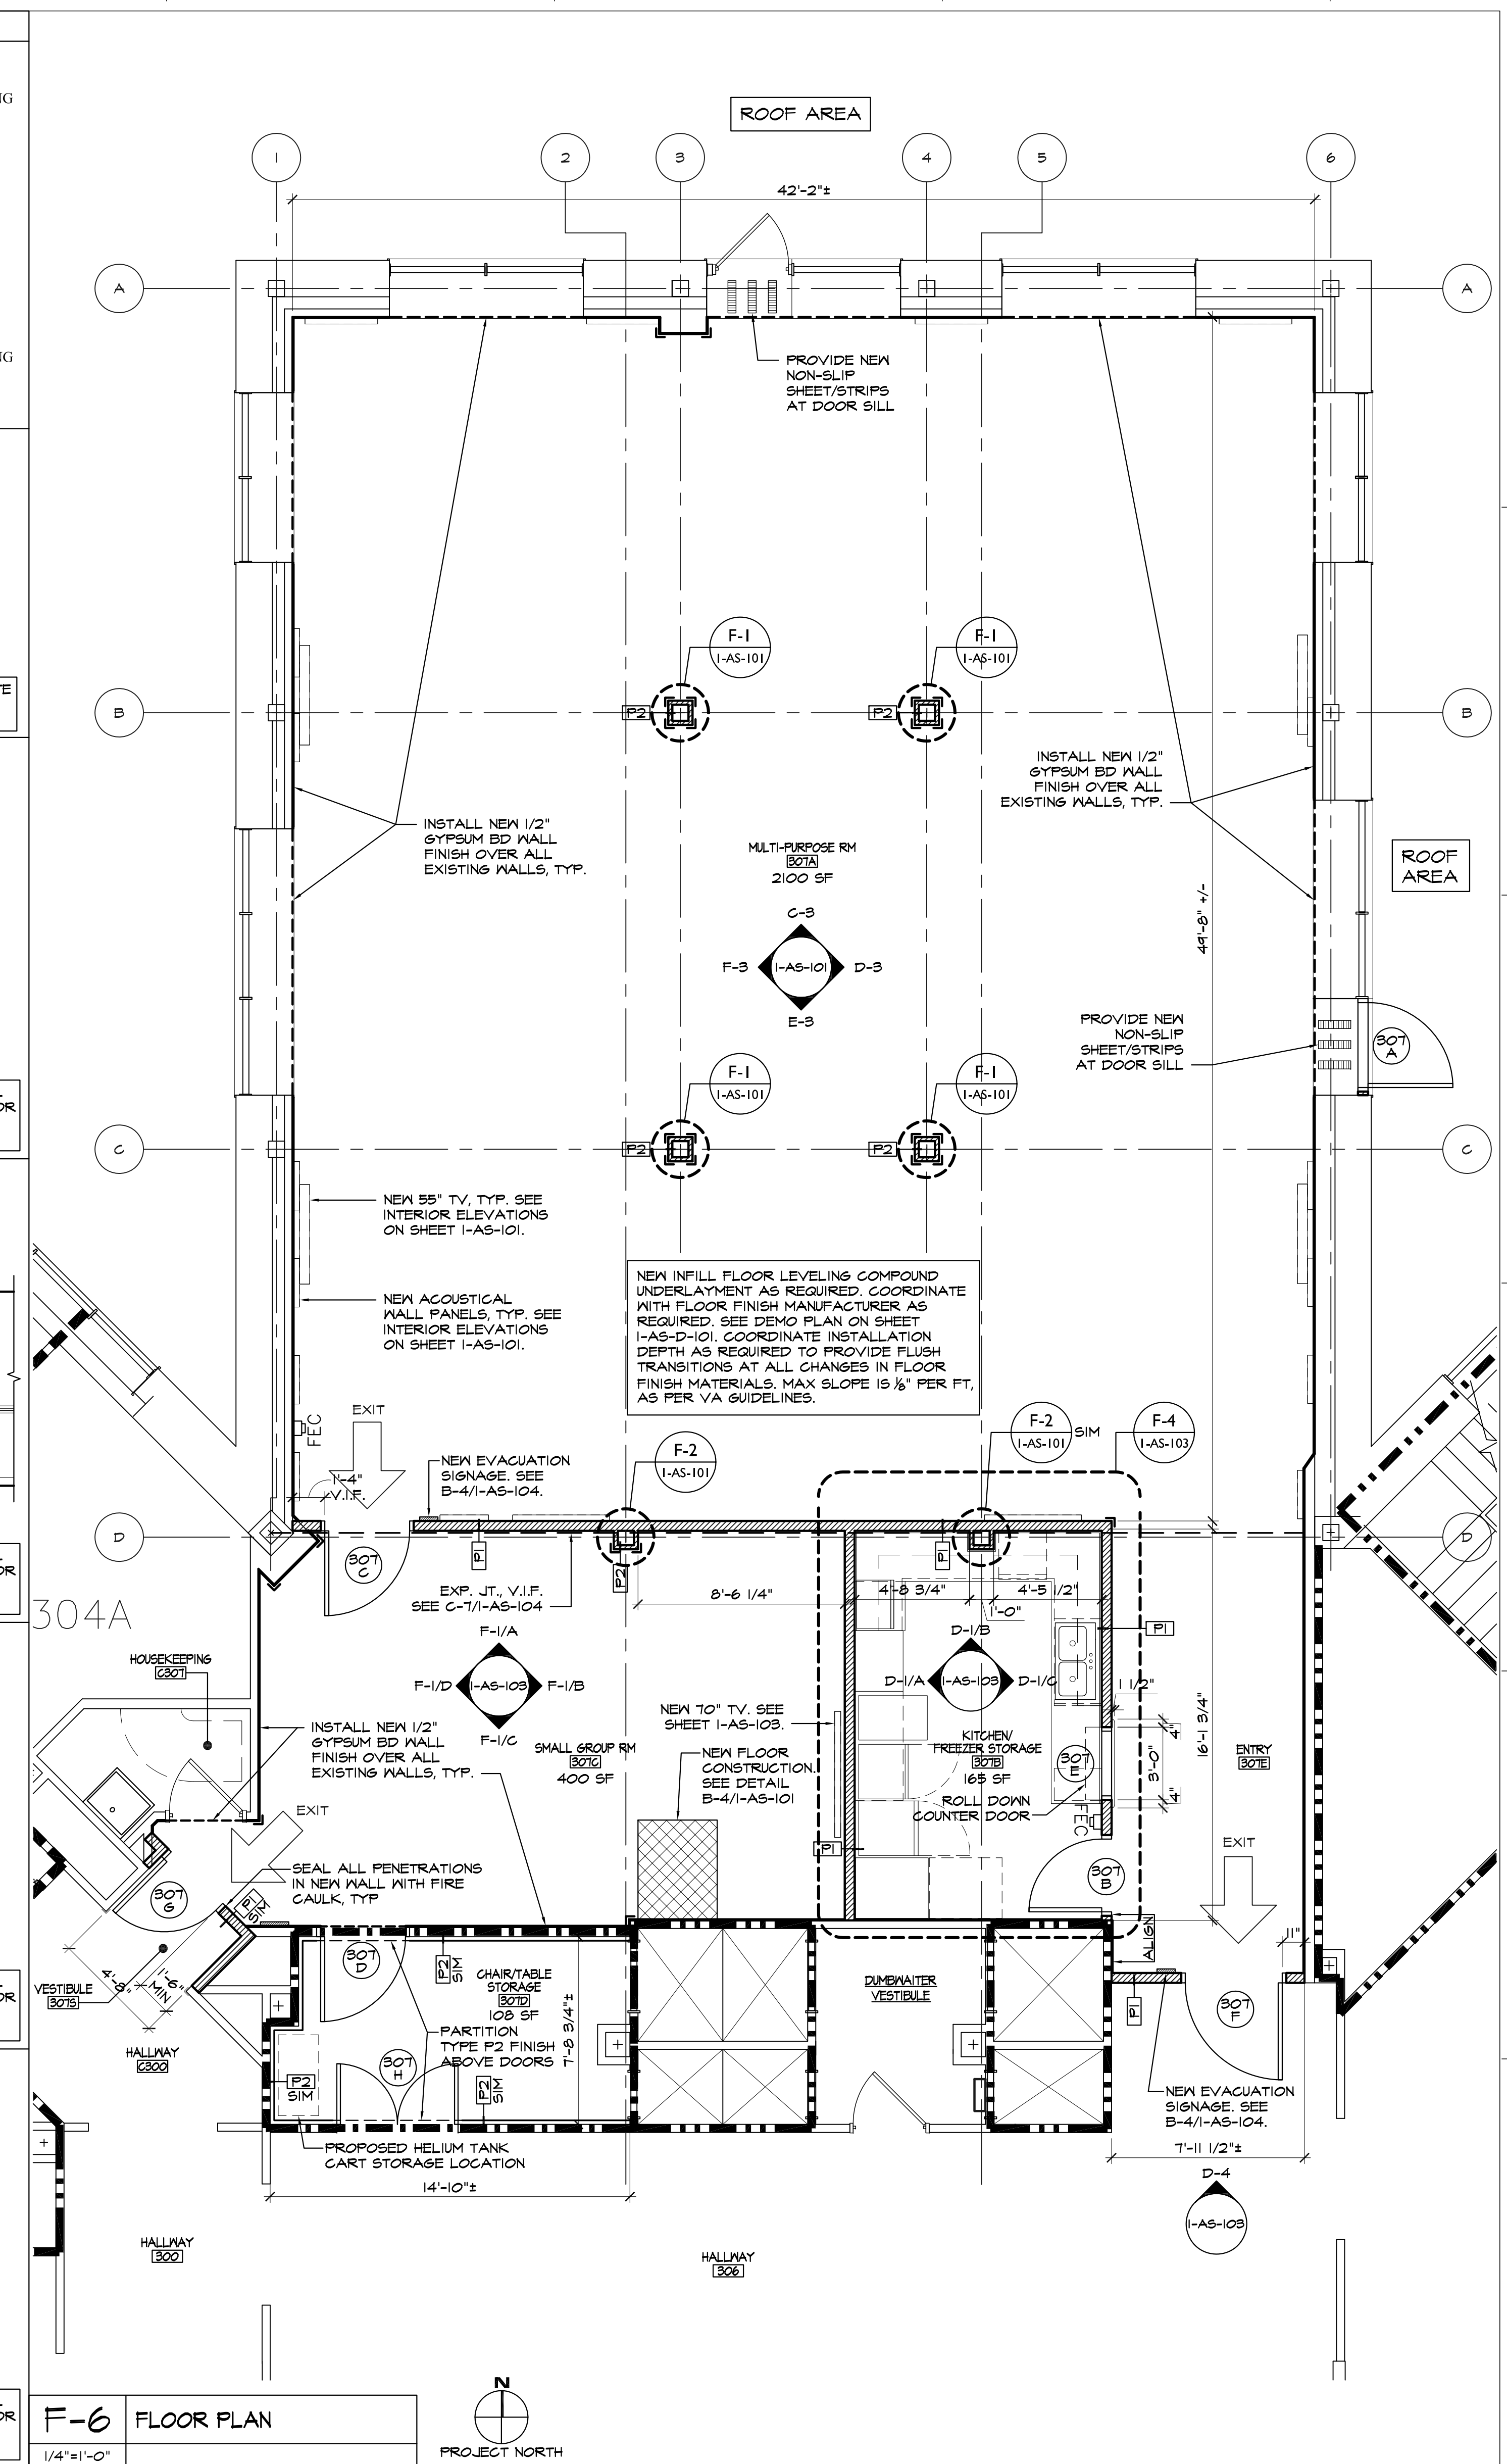 ROOF AREA
1
2
3
4
5
6
42'-2"±
A
A
PROVIDE NEW
NON-SLIP
SHEET/STRIPS
AT DOOR SILL
F-1
1-AS-101
F-1
1-AS-101
B
P2
P2
B
INSTALL NEW 1/2"
GYPSUM BD WALL
FINISH OVER ALL
EXISTING WALLS, TYP.
INSTALL NEW 1/2"
GYPSUM BD WALL
FINISH OVER ALL
EXISTING WALLS, TYP.
MULTI-PURPOSE RM
307A
2100 SF
ROOF
AREA
49'-8" +/-
C-3
F-3
1-AS-101
D-3
E-3
PROVIDE NEW
NON-SLIP
SHEET/STRIPS
AT DOOR SILL
307
A
F-1
1-AS-101
F-1
1-AS-101
C
P2
P2
C
NEW 55" TV, TYP. SEE
INTERIOR ELEVATIONS
ON SHEET 1-AS-101.
NEW ACOUSTICAL
WALL PANELS, TYP. SEE
INTERIOR ELEVATIONS
ON SHEET 1-AS-101.
NEW INFILL FLOOR LEVELING COMPOUND
UNDERLAYMENT AS REQUIRED. COORDINATE
WITH FLOOR FINISH MANUFACTURER AS
REQUIRED. SEE DEMO PLAN ON SHEET
1-AS-D-101. COORDINATE INSTALLATION
DEPTH AS REQUIRED TO PROVIDE FLUSH
TRANSITIONS AT ALL CHANGES IN FLOOR
FINISH MATERIALS. MAX SLOPE IS ⅛" PER FT,
AS PER VA GUIDELINES.
EXIT
FEC
1'-4"
V.I.F.
NEW EVACUATION
SIGNAGE. SEE
B-4/1-AS-104.
F-2
1-AS-101
F-2
1-AS-101
SIM
F-4
1-AS-103
D
D
307
C
P1
P2
P1
EXP. JT., V.I.F.
SEE C-7/1-AS-104
8'-6 1/4"
4'-8 3/4"
4'-5 1/2"
1'-0"
P1
304A
F-1/A
F-1/D
1-AS-103
F-1/B
F-1/C
D-1/B
D-1/A
1-AS-103
D-1/C
1 1/2"
HOUSEKEEPING
C307
INSTALL NEW 1/2"
GYPSUM BD WALL
FINISH OVER ALL
EXISTING WALLS, TYP.
SMALL GROUP RM
307C
400 SF
NEW 70" TV. SEE
SHEET 1-AS-103.
NEW FLOOR
CONSTRUCTION.
SEE DETAIL
B-4/1-AS-101
KITCHEN/
FREEZER STORAGE
307B
165 SF
307
E
ROLL DOWN
COUNTER DOOR
FEC
4"
3'-0"
4"
16'-1 3/4"
ENTRY
307E
EXIT
EXIT
P1
307
B
SEAL ALL PENETRATIONS
IN NEW WALL WITH FIRE
CAULK, TYP
307
G
P1
SIM
ALIGN
11"
4'-8"
1'-6"
MIN
VESTIBULE
307S
HALLWAY
C300
307
D
P2
SIM
CHAIR/TABLE
STORAGE
307D
108 SF
7'-8 3/4"±
PARTITION
TYPE P2 FINISH
ABOVE DOORS
DUMBWAITER
VESTIBULE
P1
307
F
307
H
P2
SIM
P2
SIM
NEW EVACUATION
SIGNAGE. SEE
B-4/1-AS-104.
PROPOSED HELIUM TANK
CART STORAGE LOCATION
14'-10"±
7'-11 1/2"±
D-4
1-AS-103
HALLWAY
300
HALLWAY
306
F-6
FLOOR PLAN
1/4"=1'-0"
N
PROJECT NORTH